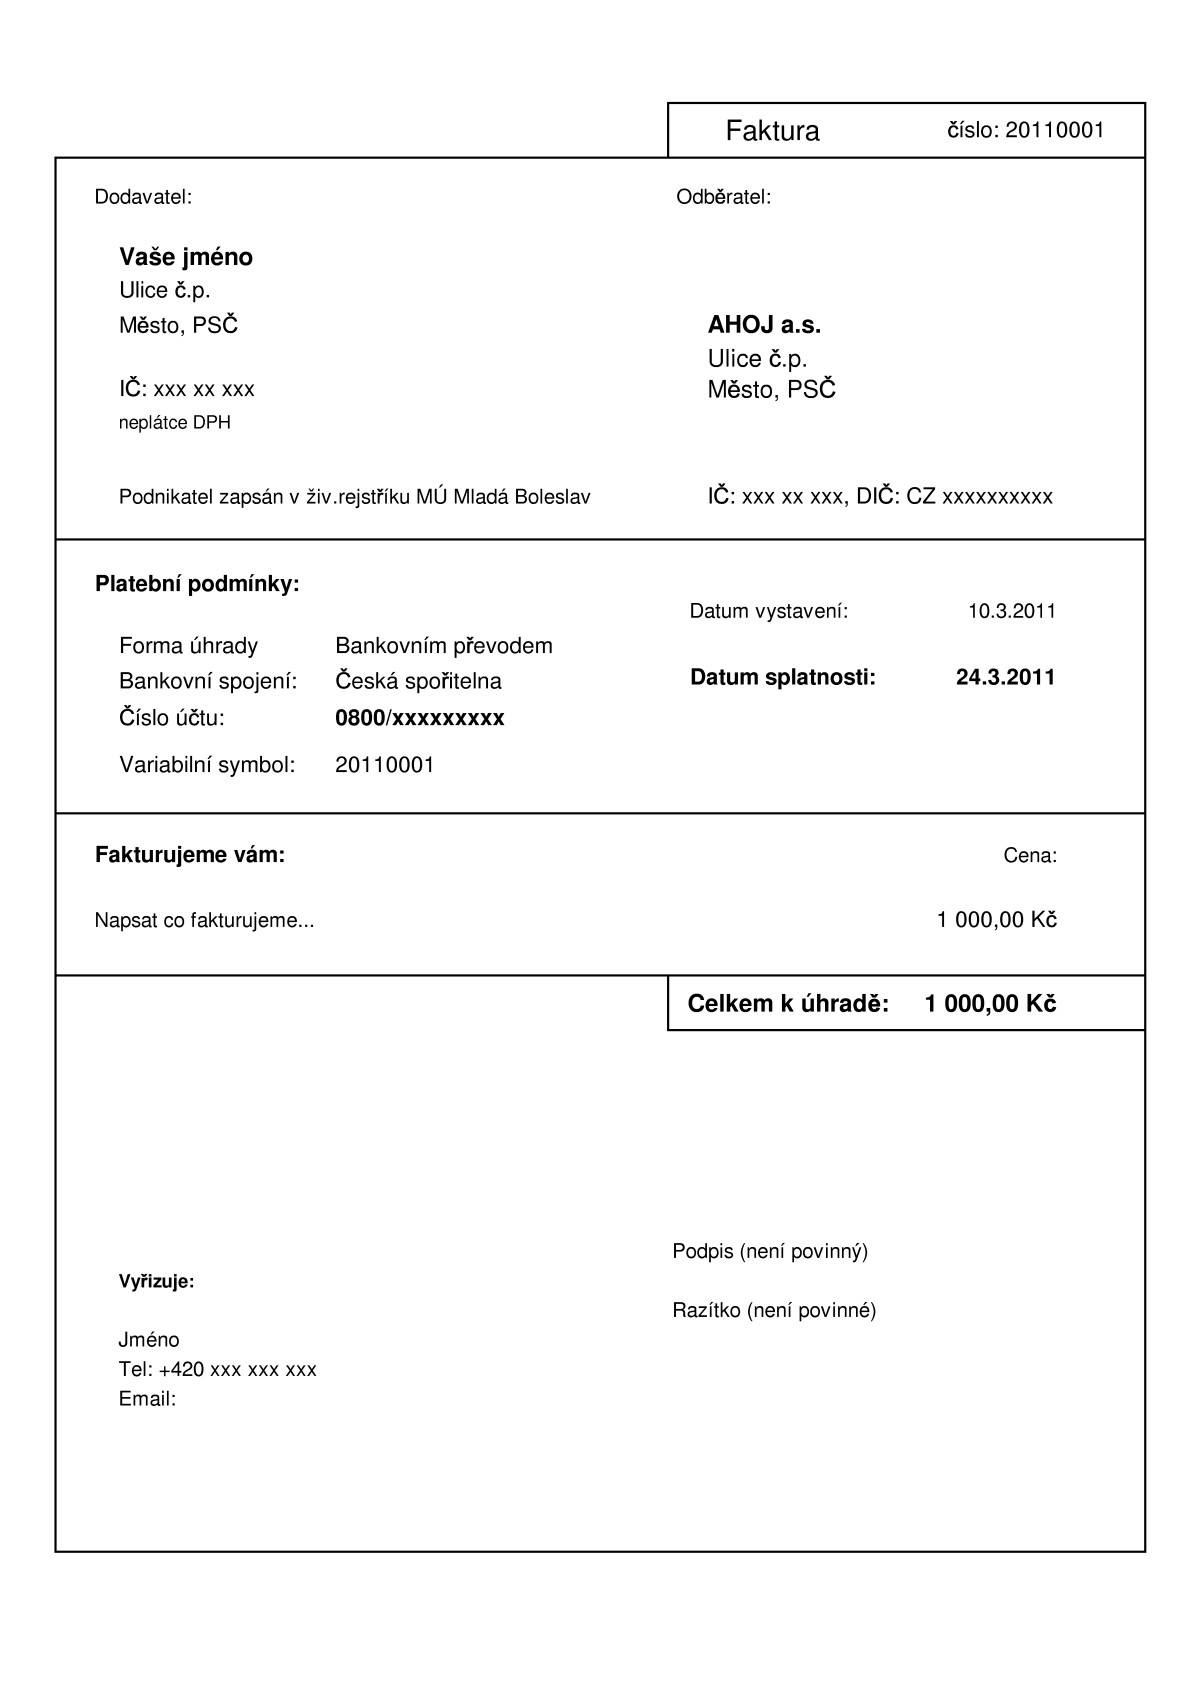 Faktura číslo: 20110001
Dodavatel:
Vaše jméno
Ulice č.p.
Město, PSČ
IČ: xxx xx xxx
neplátce DPH
Podnikatel zapsán v živ.rejstříku MÚ Mladá Boleslav
Odběratel:
AHOJ a.s.
Ulice č.p.
Město, PSČ
IČ: xxx xx xxx, DIČ: CZ xxxxxxxxxx
Platební podmínky:
Forma úhrady Bankovním převodem
Bankovní spojení: Česká spořitelna
Číslo účtu: 0800/xxxxxxxxx
Variabilní symbol: 20110001
Datum vystavení: 10.3.2011
Datum splatnosti: 24.3.2011
Fakturujeme vám: Cena:
Napsat co fakturujeme... 1 000,00 Kč
Celkem k úhradě: 1 000,00 Kč
Podpis (není povinný)
Razítko (není povinné)
Vyřizuje:
Jméno
Tel: +420 xxx xxx xxx
Email: